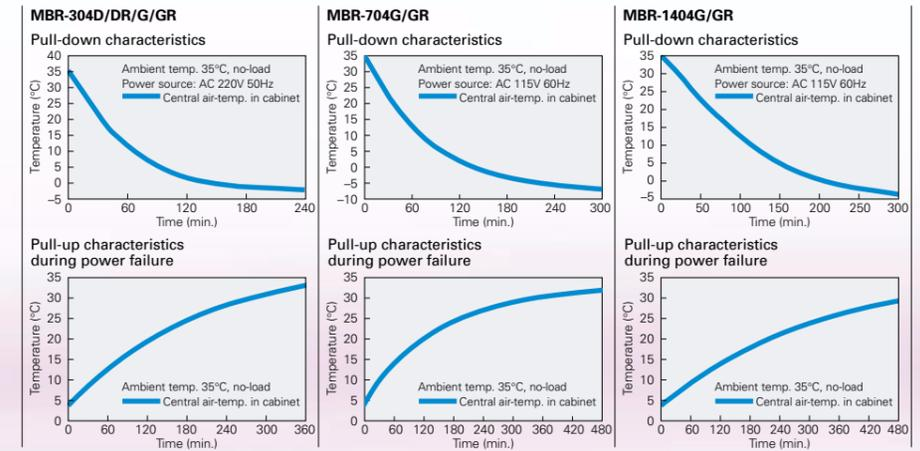 MBR-304D/DR/G/GR
Pull-down characteristics
Temperature (°C)
40
35
30
25
20
15
10
5
0
−5
Ambient temp. 35°C, no-load
Power source: AC 220V 50Hz
Central air-temp. in cabinet
0 60 120 180 240
Time (min.)
Pull-up characteristics
during power failure
Temperature (°C)
35
30
25
20
15
10
5
0
Ambient temp. 35°C, no-load
Central air-temp. in cabinet
0 60 120 180 240 300 360
Time (min.)
MBR-704G/GR
Pull-down characteristics
Temperature (°C)
35
30
25
20
15
10
5
0
−5
−10
Ambient temp. 35°C, no-load
Power source: AC 115V 60Hz
Central air-temp. in cabinet
0 60 120 180 240 300
Time (min.)
Pull-up characteristics
during power failure
Temperature (°C)
35
30
25
20
15
10
5
0
Ambient temp. 35°C, no-load
Central air-temp. in cabinet
0 60 120 180 240 300 360 420 480
Time (min.)
MBR-1404G/GR
Pull-down characteristics
Temperature (°C)
35
30
25
20
15
10
5
0
−5
Ambient temp. 35°C, no-load
Power source: AC 115V 60Hz
Central air-temp. in cabinet
0 50 100 150 200 250 300
Time (min.)
Pull-up characteristics
during power failure
Temperature (°C)
35
30
25
20
15
10
5
0
Ambient temp. 35°C, no-load
Central air-temp. in cabinet
0 60 120 180 240 300 360 420 480
Time (min.)